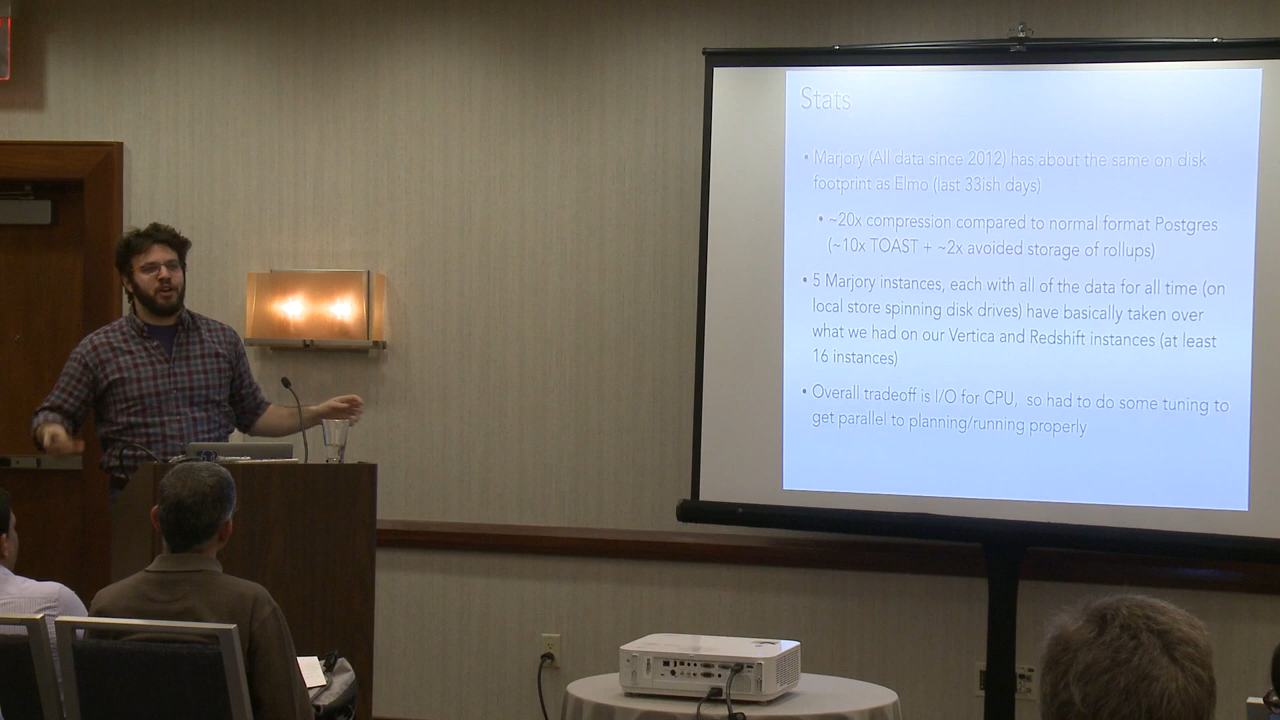 Stats
• Marjory (All data since 2012) has about the same on disk
footprint as Elmo (last 33ish days)
• ~20x compression compared to normal format Postgres
(~10x TOAST + ~2x avoided storage of rollups)
• 5 Marjory instances, each with all of the data for all time (on
local store spinning disk drives) have basically taken over
what we had on our Vertica and Redshift instances (at least
16 instances)
• Overall tradeoff is I/O for CPU, so had to do some tuning to
get parallel to planning/running properly